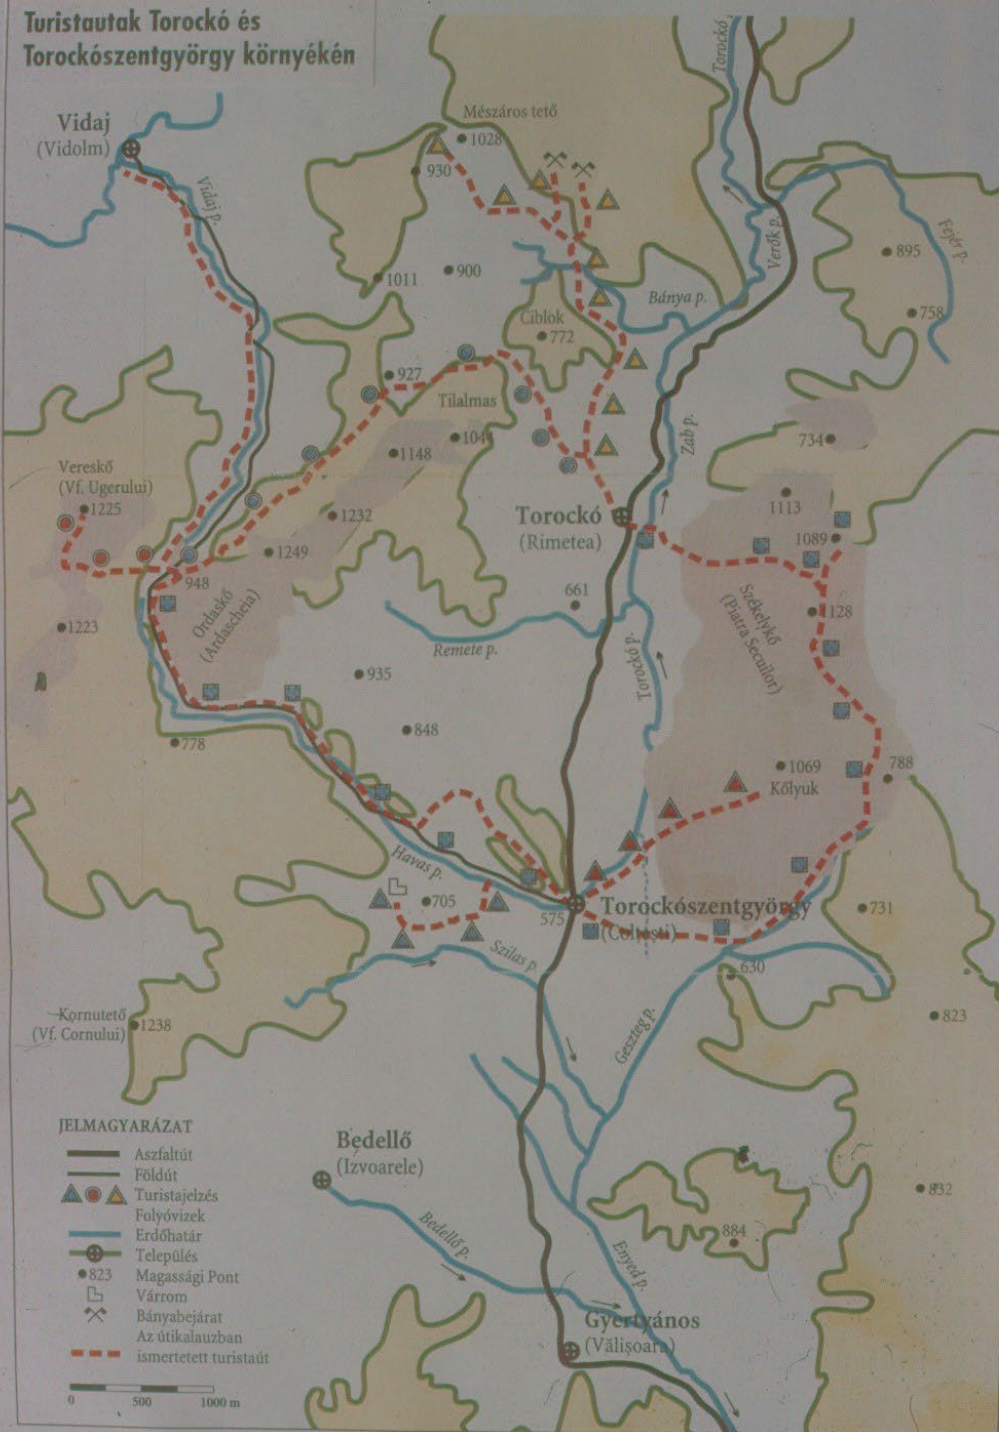 Turistautak Torockó és
Torockószentgyörgy környékén
Vidaj
(Vidolm)
Vidaj p.
Mészáros tető
1028
930
1011
900
Torockó
Verők p.
Fejér p.
895
758
Bánya p.
Ciblok
772
927
Tilalmas
1148
Zab p.
734
Vereskő
(Vf. Ugerului)
1225
1232
1249
948
Ordaskő
(Ardascheia)
1223
Torockó
(Rimetea)
1113
1089
1128
Székelykő
(Piatra Secuilor)
661
Remete p.
Torockó p.
935
848
778
1069
Kőlyuk
788
Havas p.
705
575
Torockószentgyörgy
(Colțești)
731
630
Szilas p.
823
Kornutető
(Vf. Cornului)
1238
Geszteg p.
JELMAGYARÁZAT
Aszfaltút
Földút
Turistajelzés
Folyóvizek
Erdőhatár
Település
823
Magassági Pont
Várrom
Bányabejárat
Az útikalauzban
ismertetett turistaút
0
500
1000 m
Bedellő
(Izvoarele)
Bedellő p.
832
884
Enyed p.
Gyertyános
(Vălișoara)